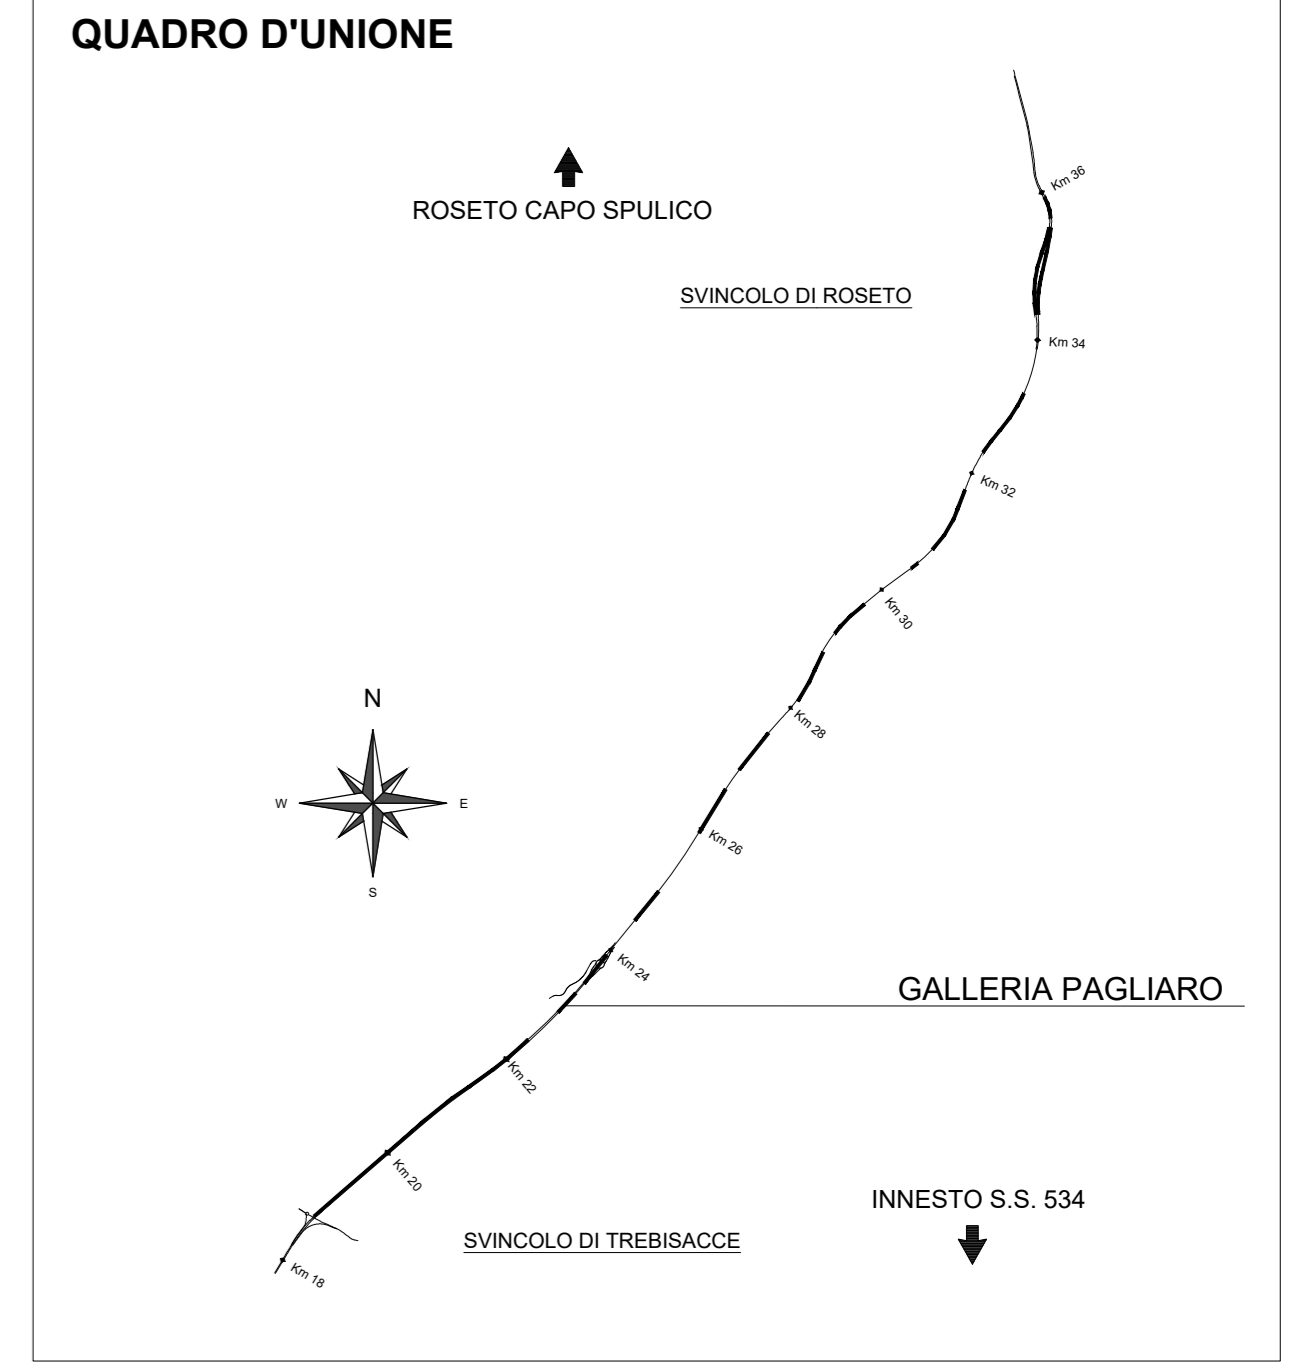 QUADRO D'UNIONE
Km 36
ROSETO CAPO SPULICO
SVINCOLO DI ROSETO
Km 34
Km 32
Km 30
N
Km 28
W
E
Km 26
S
Km 24
GALLERIA PAGLIARO
Km 22
Km 20
INNESTO S.S. 534
SVINCOLO DI TREBISACCE
Km 18